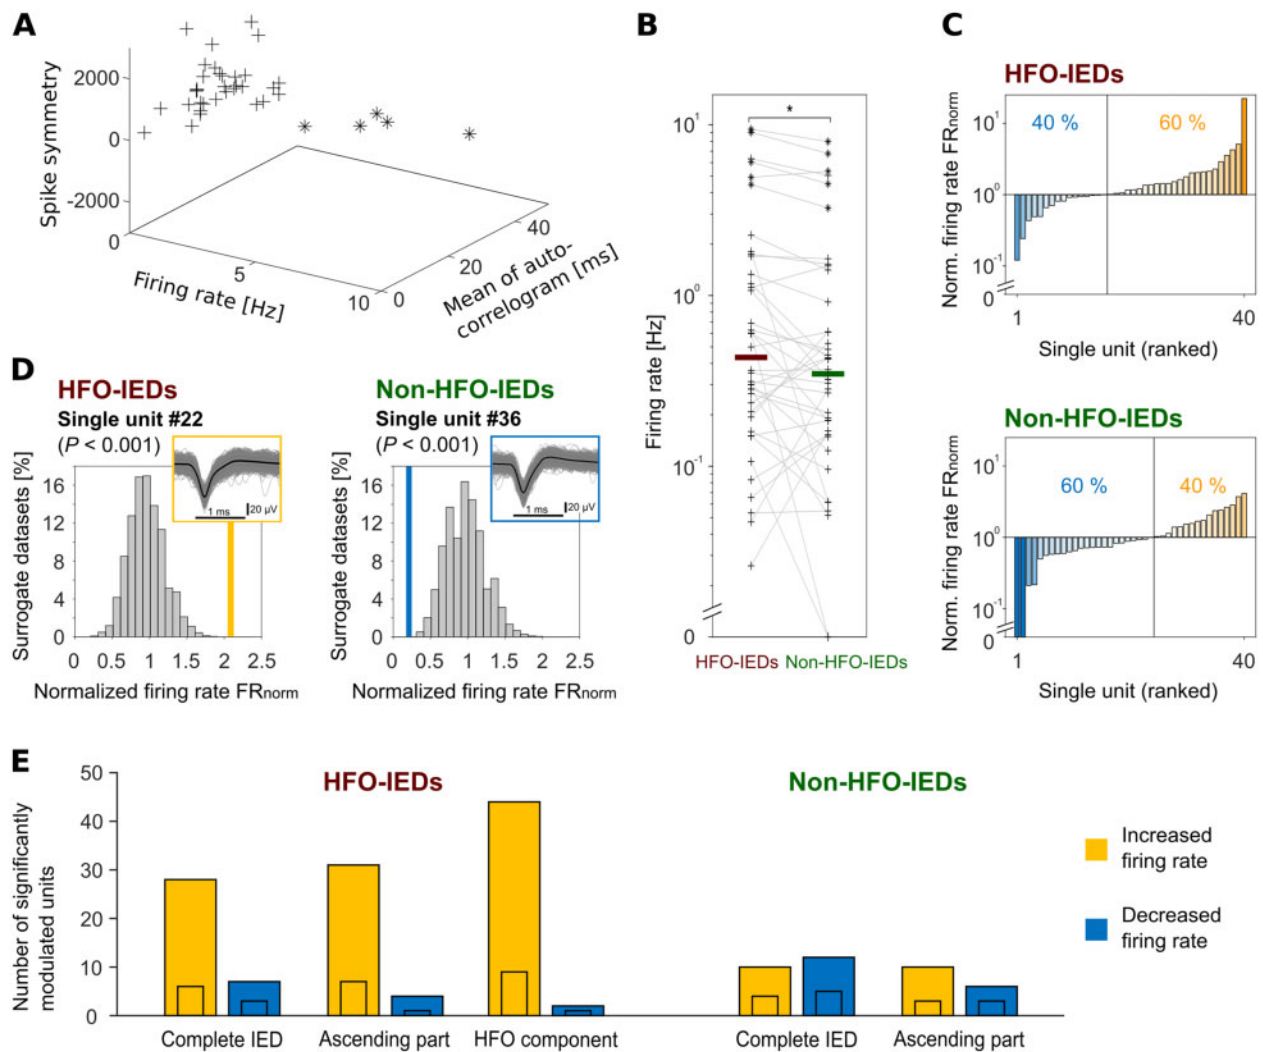 A
Spike symmetry
2000
0
-2000
0
5
10
Firing rate [Hz]
0
20
40
Mean of auto-
correlogram [ms]
B
*
Firing rate [Hz]
10¹
10⁰
10⁻¹
0
HFO-IEDs
Non-HFO-IEDs
C
HFO-IEDs
Norm. firing rate FRnorm
10¹
10⁰
10⁻¹
0
40 %
60 %
1
40
Single unit (ranked)
Non-HFO-IEDs
Norm. firing rate FRnorm
10¹
10⁰
10⁻¹
0
60 %
40 %
1
40
Single unit (ranked)
D
HFO-IEDs
Single unit #22
(P < 0.001)
Surrogate datasets [%]
16
12
8
4
0
1 ms
20 µV
0
0.5
1
1.5
2
2.5
Normalized firing rate FRnorm
Non-HFO-IEDs
Single unit #36
(P < 0.001)
Surrogate datasets [%]
16
12
8
4
0
1 ms
20 µV
0
0.5
1
1.5
2
2.5
Normalized firing rate FRnorm
E
Number of significantly
modulated units
50
40
30
20
10
0
HFO-IEDs
Complete IED
Ascending part
HFO component
Non-HFO-IEDs
Complete IED
Ascending part
Increased
firing rate
Decreased
firing rate